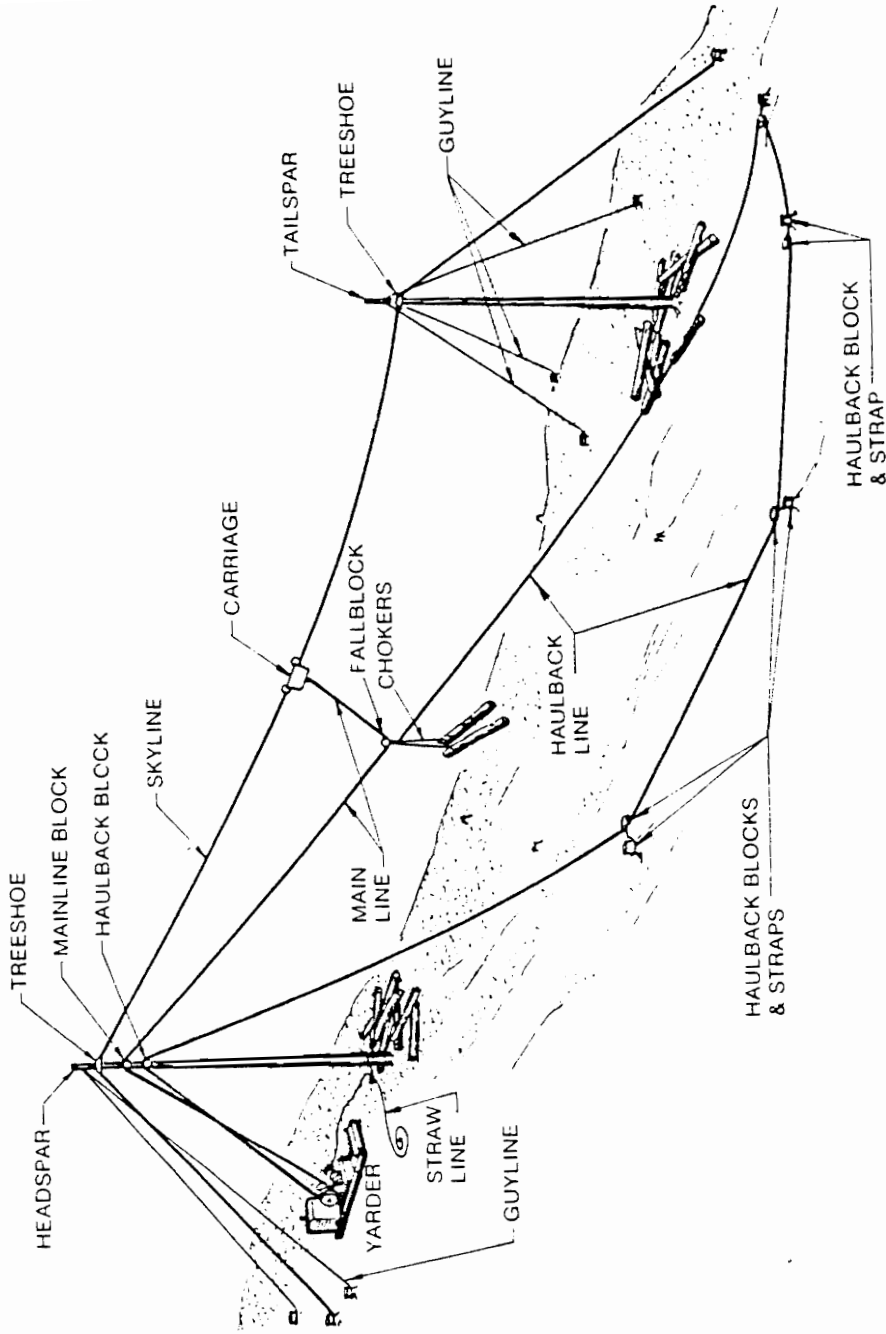 HEADSPAR
TREESHOE
MAINLINE BLOCK
HAULBACK BLOCK
SKYLINE
CARRIAGE
TAILSPAR
TREESHOE
GUYLINE
FALLBLOCK
CHOKERS
MAIN
LINE
YARDER
STRAW
LINE
GUYLINE
HAULBACK
LINE
HAULBACK BLOCKS
& STRAPS
HAULBACK BLOCK
& STRAP